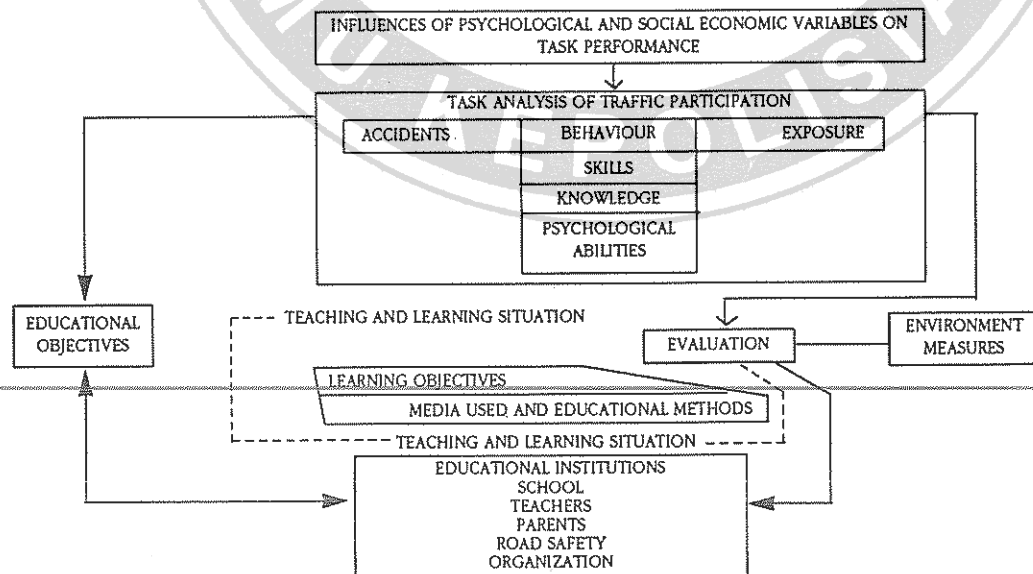 INFLUENCES OF PSYCHOLOGICAL AND SOCIAL ECONOMIC VARIABLES ON
TASK PERFORMANCE
TASK ANALYSIS OF TRAFFIC PARTICIPATION
ACCIDENTS
BEHAVIOUR
EXPOSURE
SKILLS
KNOWLEDGE
PSYCHOLOGICAL
ABILITIES
EDUCATIONAL
OBJECTIVES
TEACHING AND LEARNING SITUATION
EVALUATION
ENVIRONMENT
MEASURES
LEARNING OBJECTIVES
MEDIA USED AND EDUCATIONAL METHODS
TEACHING AND LEARNING SITUATION
EDUCATIONAL INSTITUTIONS
SCHOOL
TEACHERS
PARENTS
ROAD SAFETY
ORGANIZATION
MU KEPOLISIA